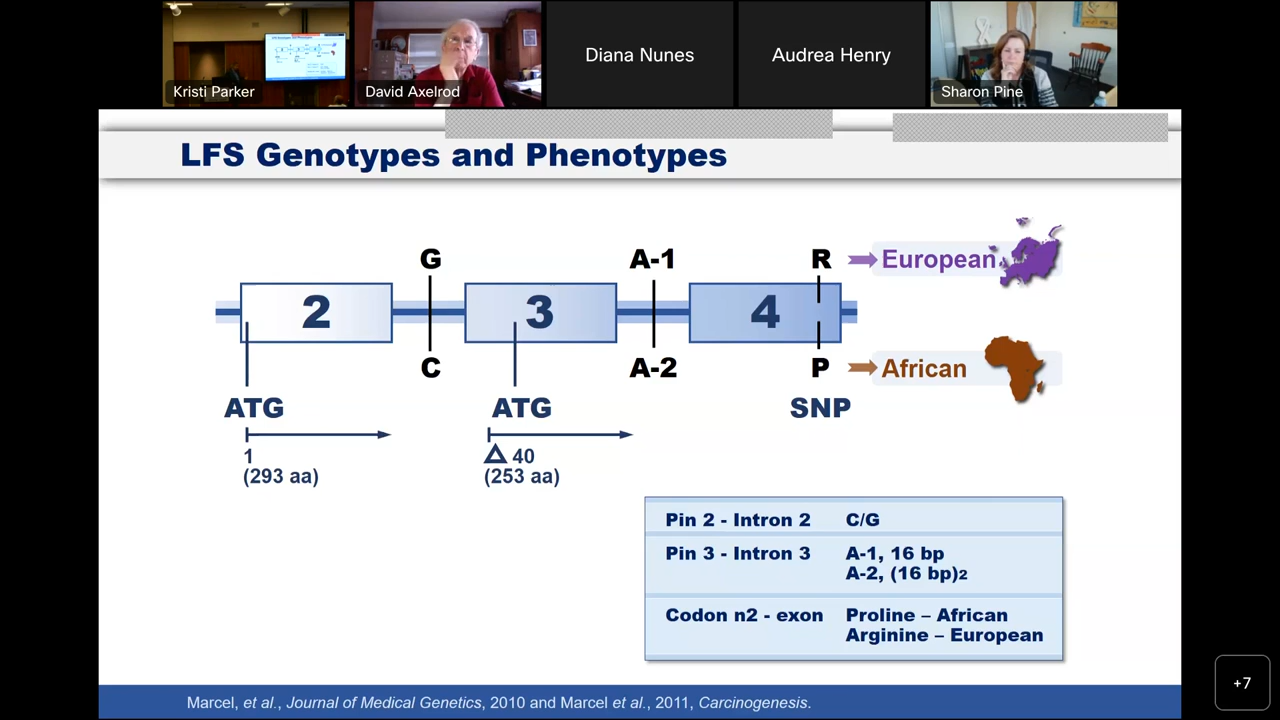 Kristi Parker
David Axelrod
Diana Nunes
Audrea Henry
Sharon Pine
LFS Genotypes and Phenotypes
G
A-1
R
European
2
3
4
C
A-2
P
African
ATG
ATG
SNP
1
(293 aa)
Δ 40
(253 aa)
Pin 2 - Intron 2 C/G
Pin 3 - Intron 3 A-1, 16 bp
A-2, (16 bp)2
Codon n2 - exon Proline – African
Arginine – European
Marcel, et al., Journal of Medical Genetics, 2010 and Marcel et al., 2011, Carcinogenesis.
+7